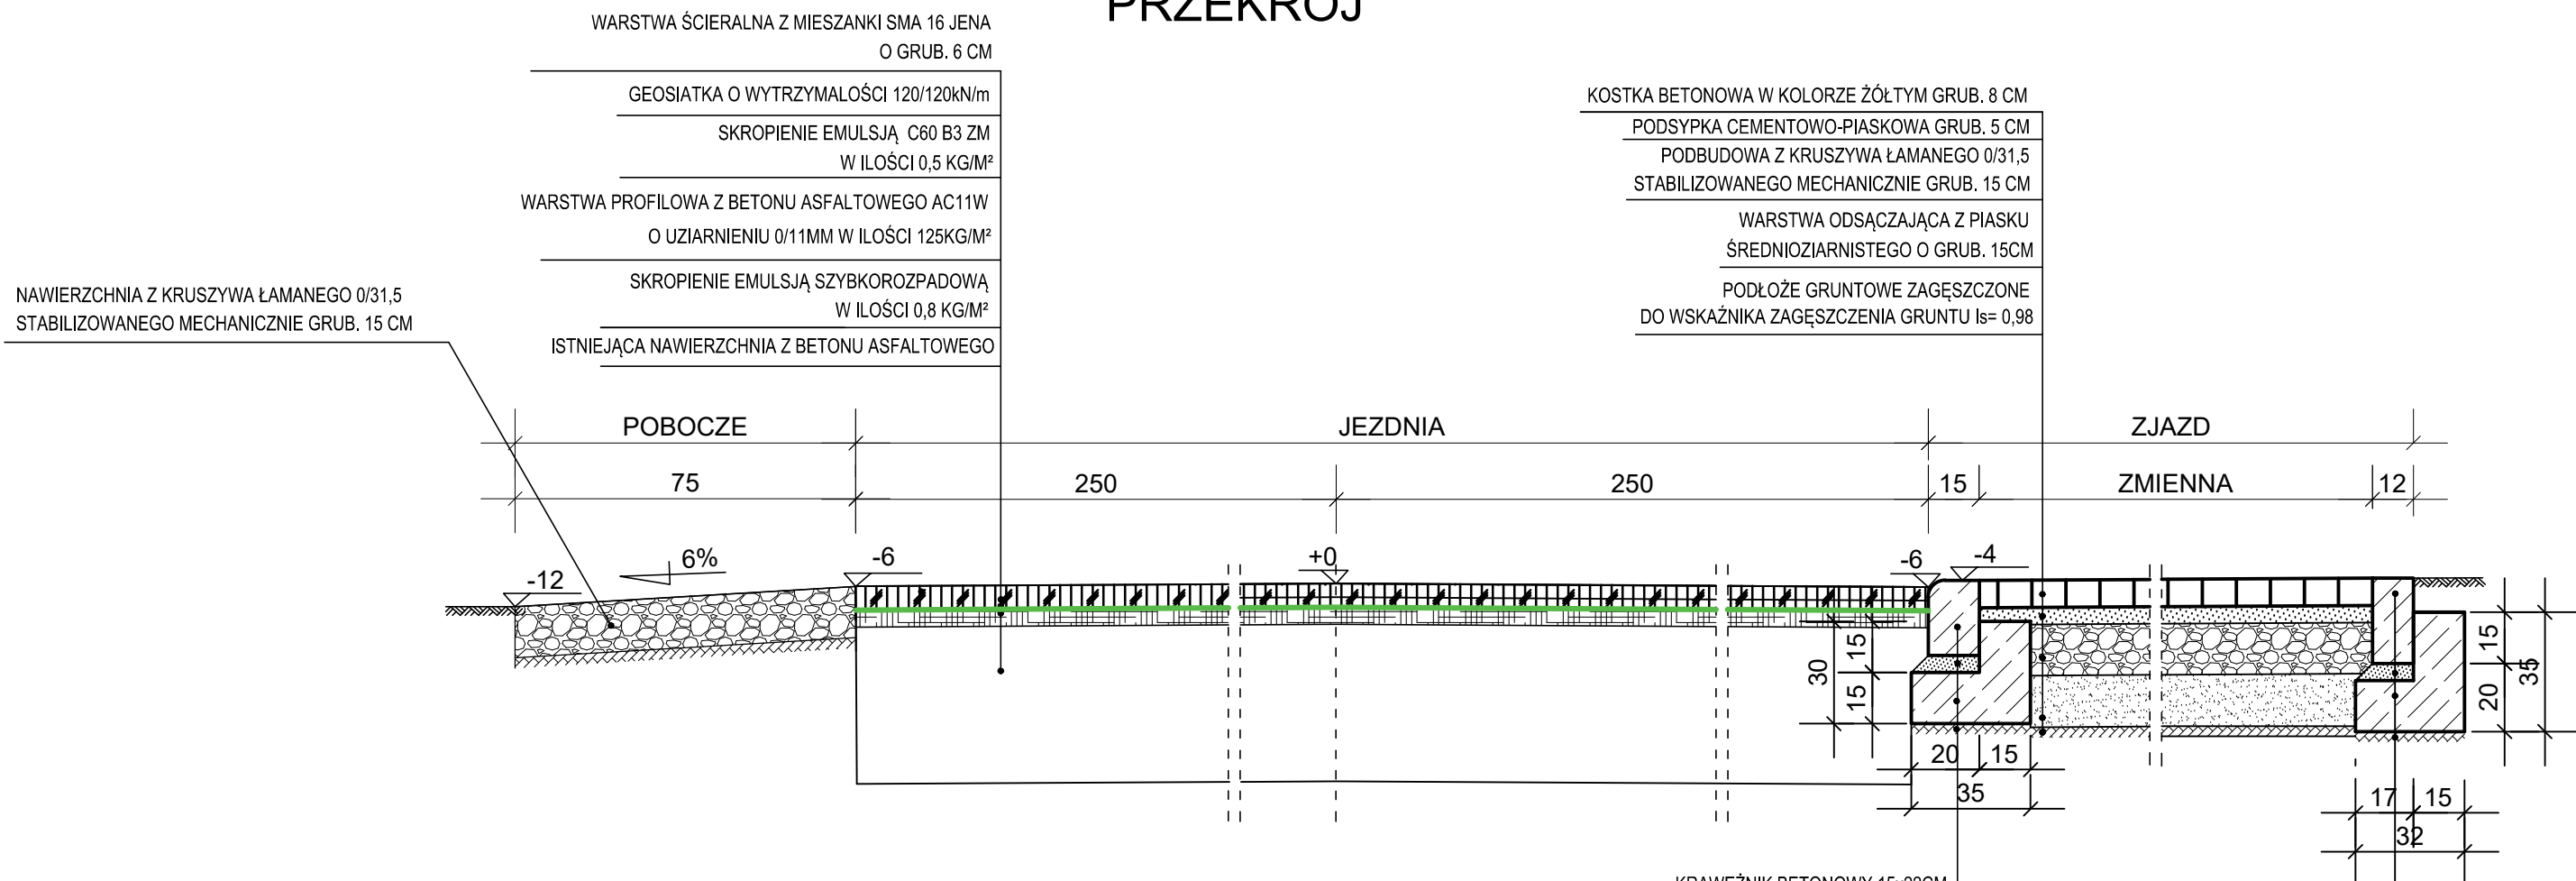 PRZEKRÓJ
WARSTWA ŚCIERALNA Z MIESZANKI SMA 16 JENA
O GRUB. 6 CM
GEOSIATKA O WYTRZYMALOŚCI 120/120kN/m
SKROPIENIE EMULSJĄ C60 B3 ZM
W ILOŚCI 0,5 KG/M²
WARSTWA PROFILOWA Z BETONU ASFALTOWEGO AC11W
O UZIARNIENIU 0/11MM W ILOŚCI 125KG/M²
SKROPIENIE EMULSJĄ SZYBKOROZPADOWĄ
W ILOŚCI 0,8 KG/M²
ISTNIEJĄCA NAWIERZCHNIA Z BETONU ASFALTOWEGO
NAWIERZCHNIA Z KRUSZYWA ŁAMANEGO 0/31,5
STABILIZOWANEGO MECHANICZNIE GRUB. 15 CM
KOSTKA BETONOWA W KOLORZE ŻÓŁTYM GRUB. 8 CM
PODSYPKA CEMENTOWO-PIASKOWA GRUB. 5 CM
PODBUDOWA Z KRUSZYWA ŁAMANEGO 0/31,5
STABILIZOWANEGO MECHANICZNIE GRUB. 15 CM
WARSTWA ODSĄCZAJĄCA Z PIASKU
ŚREDNIOZIARNISTEGO O GRUB. 15CM
PODŁOŻE GRUNTOWE ZAGĘSZCZONE
DO WSKAŹNIKA ZAGĘSZCZENIA GRUNTU Is= 0,98
POBOCZE JEZDNIA ZJAZD
75 250 250 15 ZMIENNA 12
-12 6% -6 +0 -6 -4
30 15 15
20 15
35
15 20 35
17 15
32
KRAWĘŻNIK BETONOWY 15x22CM